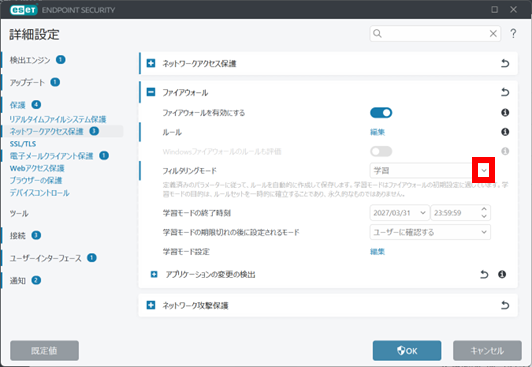 eset ENDPOINT SECURITY
詳細設定
?
検出エンジン 1
アップデート 1
保護 4
リアルタイムファイルシステム保護
ネットワークアクセス保護 3
SSL/TLS
電子メールクライアント保護 1
Webアクセス保護
ブラウザーの保護
デバイスコントロール
ツール
接続 3
ユーザーインターフェース 1
通知 2
ネットワークアクセス保護
ファイアウォール
ファイアウォールを有効にする
ルール 編集
Windowsファイアウォールのルールも評価
フィルタリングモード 学習
定義済みのパラメーターに従って、ルールを自動的に作成して保存します。学習モードはファイアウォールの初期設定に適しています。学
習モードの目的は、ルールセットを一時的に確立することであり、永久的なものではありません。
学習モードの終了時刻 2027/03/31 23:59:59
学習モードの期限切れの後に設定されるモード ユーザーに確認する
学習モード設定 編集
アプリケーションの変更の検出
ネットワーク攻撃保護
既定値 OK キャンセル